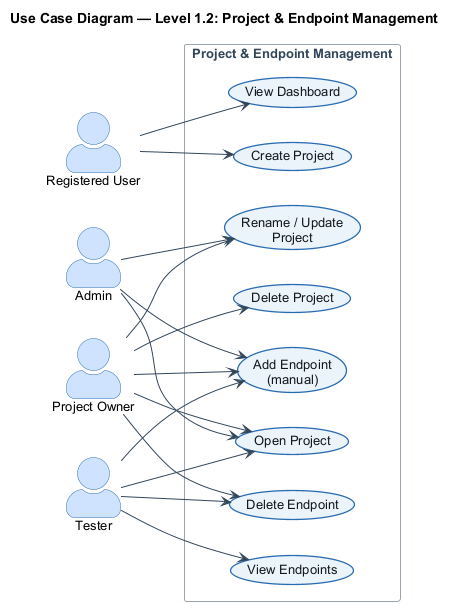 Use Case Diagram — Level 1.2: Project & Endpoint Management
Project & Endpoint Management
View Dashboard
Create Project
Registered User
Rename / Update
Project
Admin
Delete Project
Add Endpoint
(manual)
Project Owner
Open Project
Delete Endpoint
Tester
View Endpoints